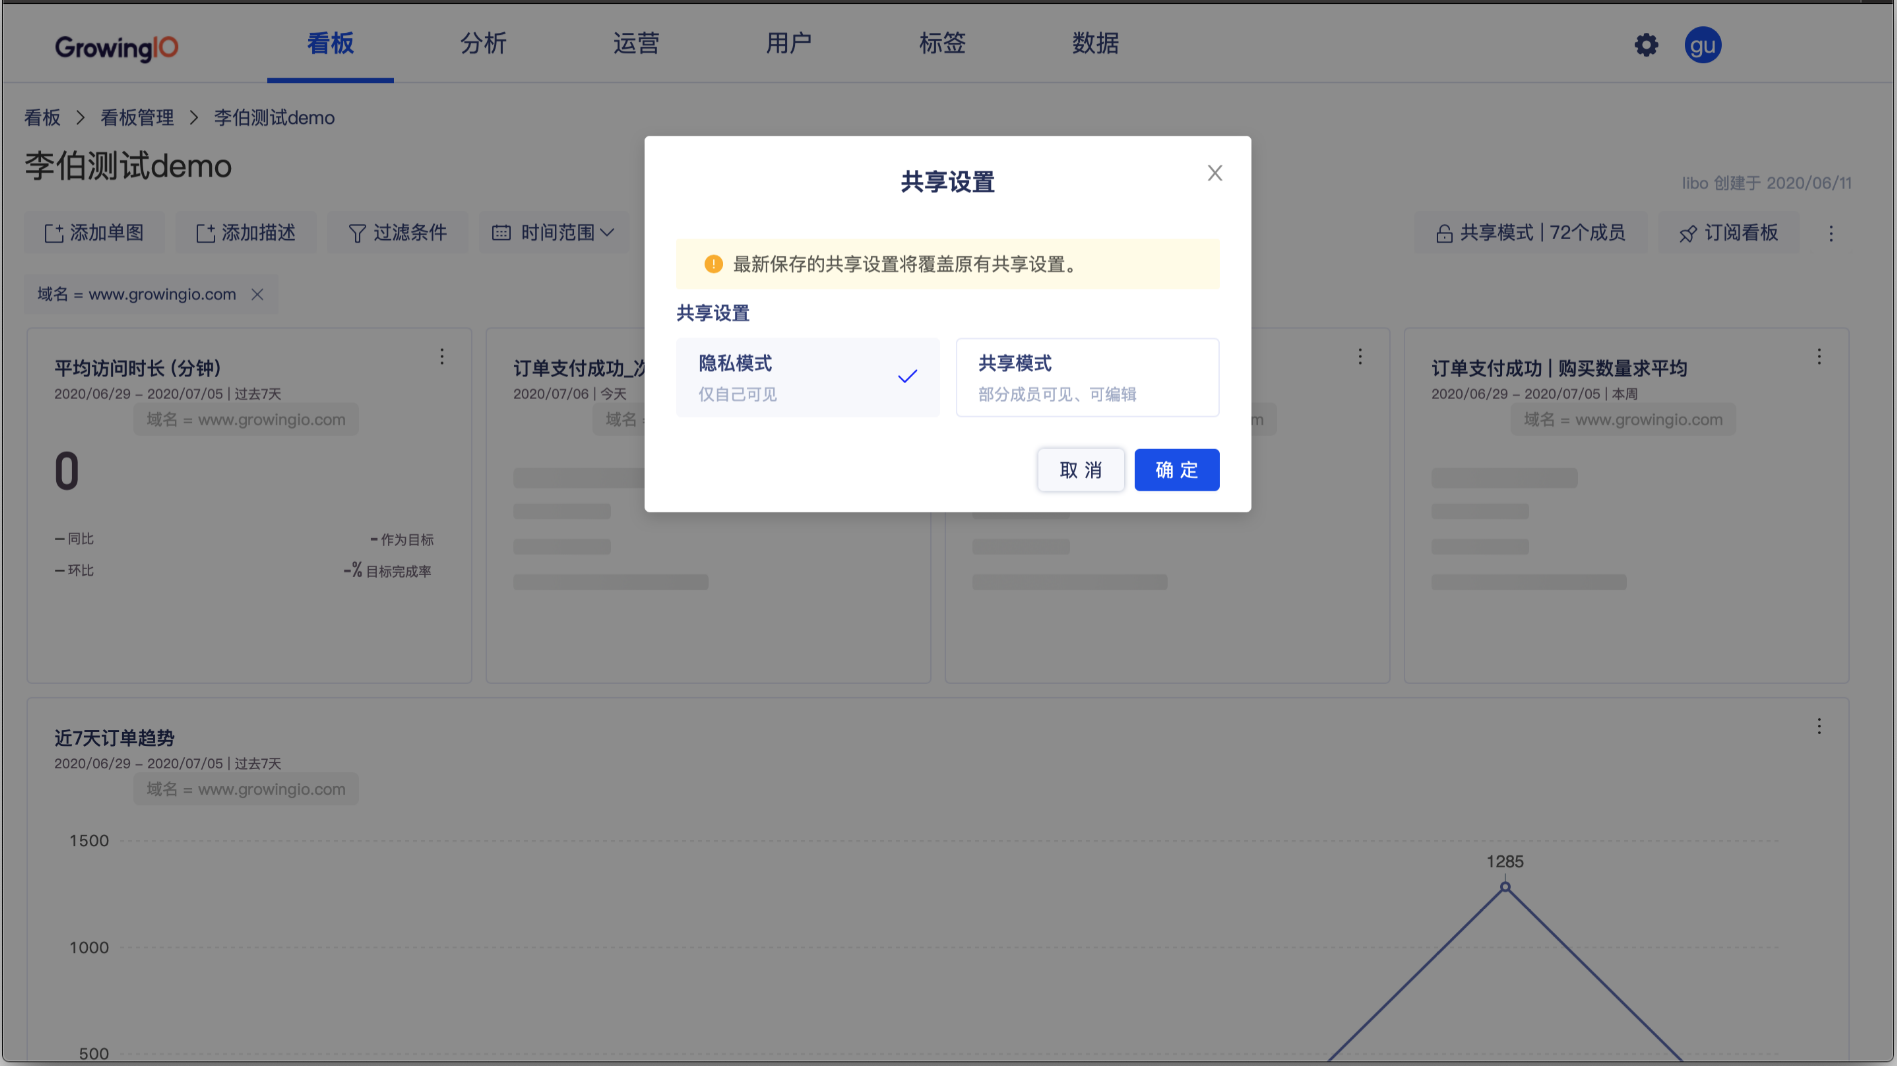 GrowingIO
看板 分析 运营 用户 标签 数据
gu
看板 > 看板管理 > 李伯测试demo
李伯测试demo
libo 创建于 2020/06/11
添加单图 添加描述 过滤条件 时间范围
共享模式 | 72个成员 订阅看板
域名 = www.growingio.com
共享设置
最新保存的共享设置将覆盖原有共享设置。
共享设置
隐私模式
仅自己可见
共享模式
部分成员可见、可编辑
取 消 确 定
平均访问时长 (分钟)
2020/06/29 - 2020/07/05 | 过去7天
域名 = www.growingio.com
0
– 同比
- 作为目标
– 环比
-% 目标完成率
订单支付成功_次
2020/07/06 | 今天
域名 =
m
订单支付成功 | 购买数量求平均
2020/06/29 - 2020/07/05 | 本周
域名 = www.growingio.com
近7天订单趋势
2020/06/29 - 2020/07/05 | 过去7天
域名 = www.growingio.com
1500
1285
1000
500